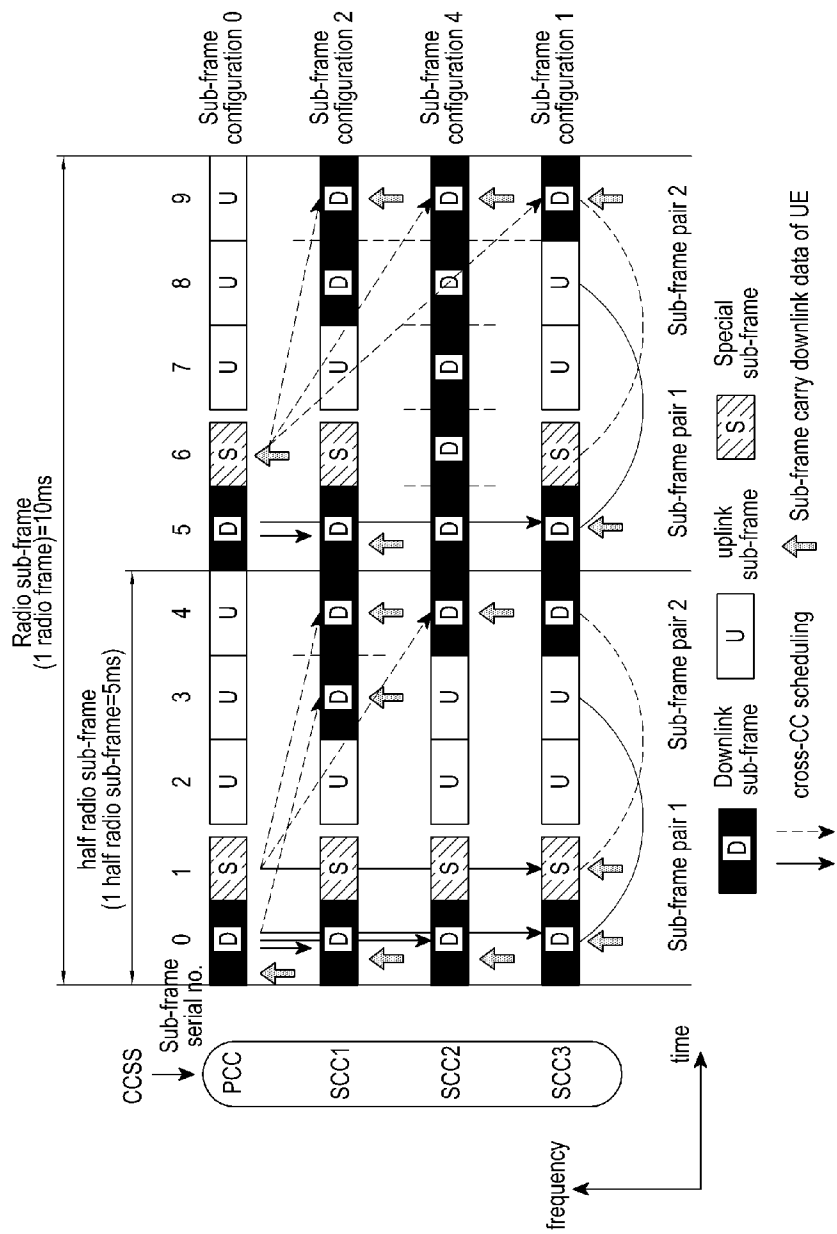 Radio sub-frame
(1 radio frame)=10ms
half radio sub-frame
(1 half radio sub-frame=5ms)
Sub-frame
serial no.
0 1 2 3 4 5 6 7 8 9
CCSS
PCC
D S U U U D S U U U
Sub-frame
configuration 0
SCC1
D S U D D D S U D D
Sub-frame
configuration 2
SCC2
D S U U D D D D D D
Sub-frame
configuration 4
SCC3
D S U U D D S U U D
Sub-frame
configuration 1
Sub-frame pair 1
Sub-frame pair 2
Sub-frame pair 1
Sub-frame pair 2
frequency
time
D
Downlink
sub-frame
U
uplink
sub-frame
S
Special
sub-frame
cross-CC scheduling
Sub-frame carry downlink data of UE